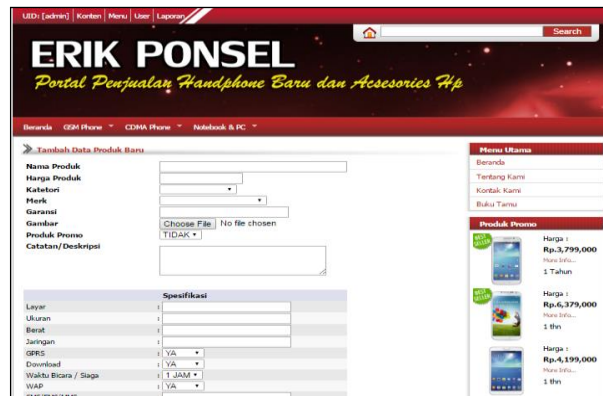 UID: [admin] Konten Menu User Laporan
Search
ERIK PONSEL
Portal Penjualan Handphone Baru dan Acsesories Hp
Beranda GSM Phone CDMA Phone Notebook & PC
Tambah Data Produk Baru
Nama Produk
Harga Produk
Katetori
Merk
Garansi
Gambar Choose File No file chosen
Produk Promo TIDAK
Catatan/Deskripsi
Spesifikasi
Layar :
Ukuran :
Berat :
Jaringan :
GPRS : YA
Download : YA
Waktu Bicara / Siaga : 1 JAM
WAP : YA
Menu Utama
Beranda
Tentang Kami
Kontak Kami
Buku Tamu
Produk Promo
BEST SELLER
Harga :
Rp.3,799,000
More Info...
1 Tahun
BEST SELLER
Harga :
Rp.6,379,000
More Info...
1 thn
Harga :
Rp.4,199,000
More Info...
1 thn